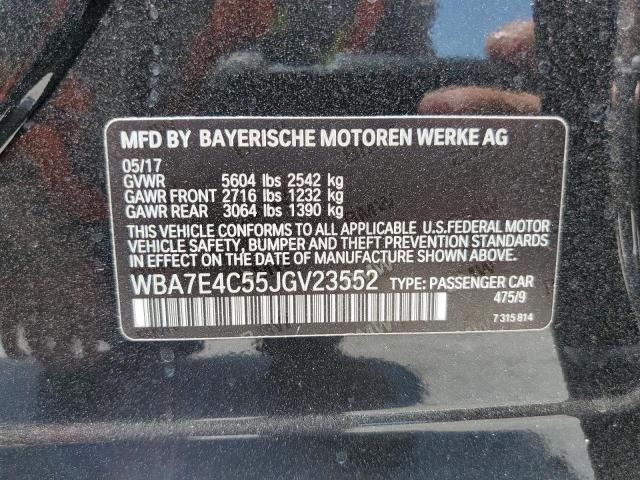 MFD BY BAYERISCHE MOTOREN WERKE AG
05/17
GVWR 5604 lbs 2542 kg
GAWR FRONT 2716 lbs 1232 kg
GAWR REAR 3064 lbs 1390 kg
THIS VEHICLE CONFORMS TO ALL APPLICABLE U.S.FEDERAL MOTOR
VEHICLE SAFETY, BUMPER AND THEFT PREVENTION STANDARDS
IN EFFECT ON THE DATE OF MANUFACTURE SHOWN ABOVE.
WBA7E4C55JGV23552 TYPE: PASSENGER CAR
475/9
7 315 814